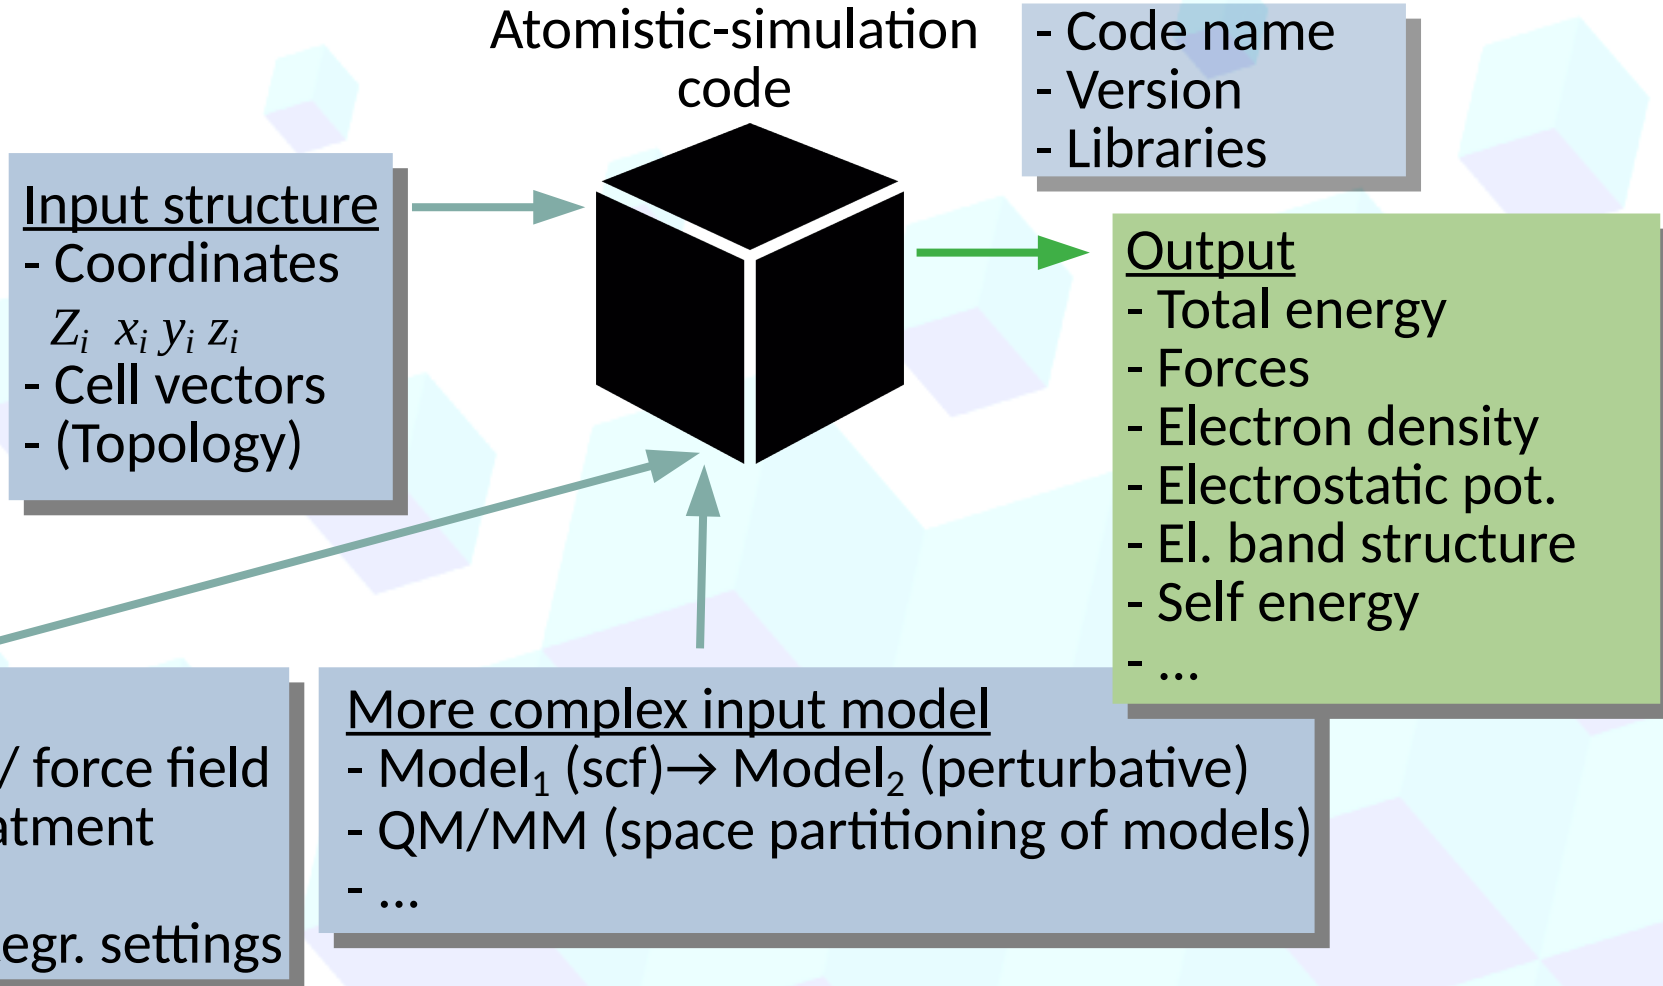 Atomistic-simulation
code
- Code name
- Version
- Libraries
Input structure
- Coordinates
Zᵢ xᵢ yᵢ zᵢ
- Cell vectors
- (Topology)
Output
- Total energy
- Forces
- Electron density
- Electrostatic pot.
- El. band structure
- Self energy
- ...
/ force field
More complex input model
- Model₁ (scf)→ Model₂ (perturbative)
- QM/MM (space partitioning of models)
- ...
settings